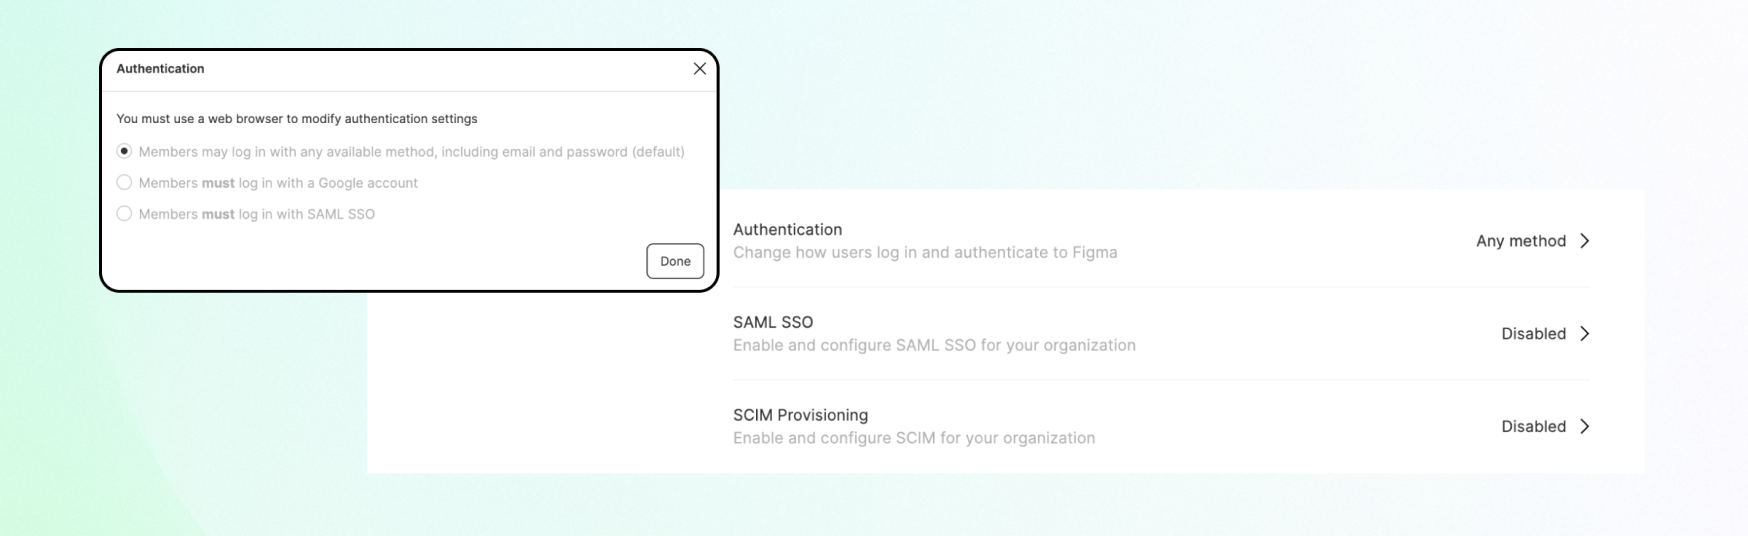 Authentication
You must use a web browser to modify authentication settings
Members may log in with any available method, including email and password (default)
Members must log in with a Google account
Members must log in with SAML SSO
Done
Authentication
Change how users log in and authenticate to Figma
Any method
SAML SSO
Enable and configure SAML SSO for your organization
Disabled
SCIM Provisioning
Enable and configure SCIM for your organization
Disabled